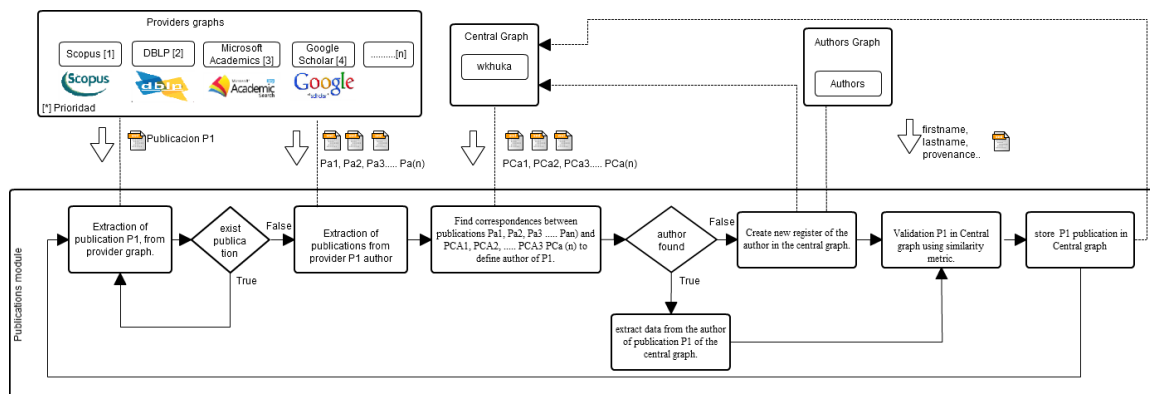 Providers graphs
Scopus [1]
DBLP [2]
Microsoft
Academics [3]
Google
Scholar [4]
..........[n]
Scopus
dblp
Academic
Search
Google
[*] Prioridad
Central Graph
wkhuka
Authors Graph
Authors
Publicacion P1
Pa1, Pa2, Pa3..... Pa(n)
PCa1, PCa2, PCa3.... PCa(n)
firstname,
lastname,
provenance..
Publications module
Extraction of
publication P1, from
provider graph.
exist
publica
tion
False
True
Extraction of
publications from
provider P1 author
Find correspondences between
publications Pa1, Pa2, Pa3 ..... Pan) and
PCA1, PCA2, ..... PCA3 PCa (n) to
define author of P1.
author
found
False
True
Create new register of the
author in the central graph.
Validation P1 in Central
graph using similarity
metric.
store P1 publication in
Central graph
extract data from the author
of publication P1 of the
central graph.